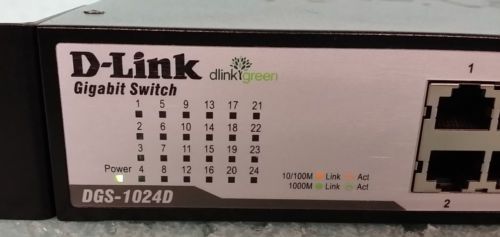 D-Link
dlinkgreen
Gigabit Switch
1 5 9 13 17 21
2 6 10 14 18 22
3 7 11 15 19 23
Power 4 8 12 16 20 24
10/100M Link Act
1000M Link Act
DGS-1024D
1
2